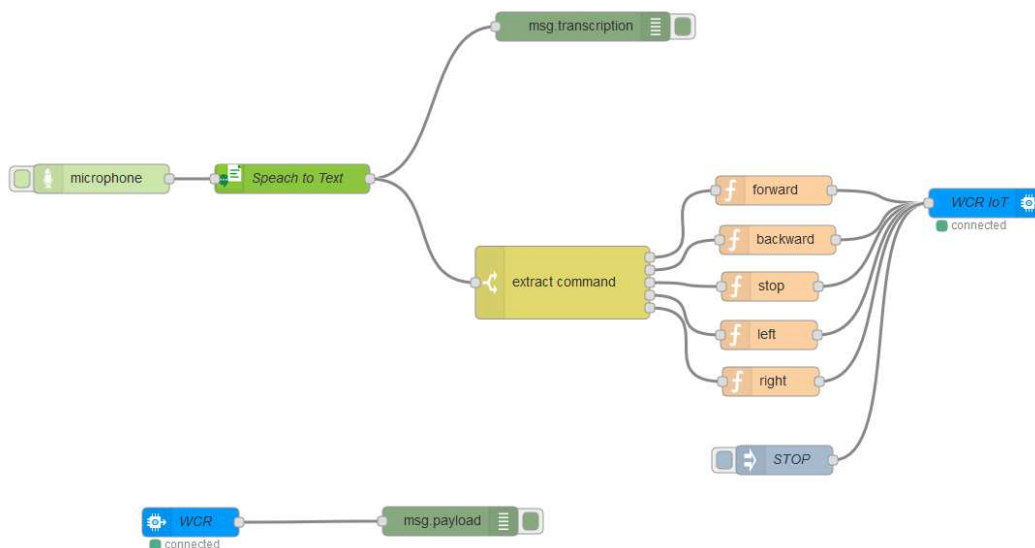 msg.transcription
microphone
Speach to Text
forward
WCR IoT
connected
backward
extract command
stop
left
right
STOP
WCR
msg.payload
connected